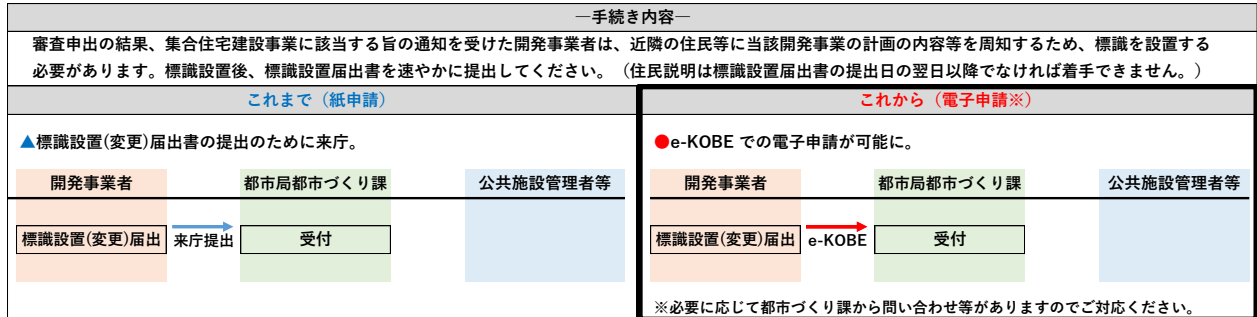 ―手続き内容―
審査申出の結果、集合住宅建設事業に該当する旨の通知を受けた開発事業者は、近隣の住民等に当該開発事業の計画の内容等を周知するため、標識を設置する
必要があります。標識設置後、標識設置届出書を速やかに提出してください。（住民説明は標識設置届出書の提出日の翌日以降でなければ着手できません。）
これまで（紙申請）
▲標識設置(変更)届出書の提出のために来庁。
開発事業者
都市局都市づくり課
公共施設管理者等
標識設置(変更)届出
来庁提出
受付
これから（電子申請※）
●e-KOBE での電子申請が可能に。
開発事業者
都市局都市づくり課
公共施設管理者等
標識設置(変更)届出
e-KOBE
受付
※必要に応じて都市づくり課から問い合わせ等がありますのでご対応ください。